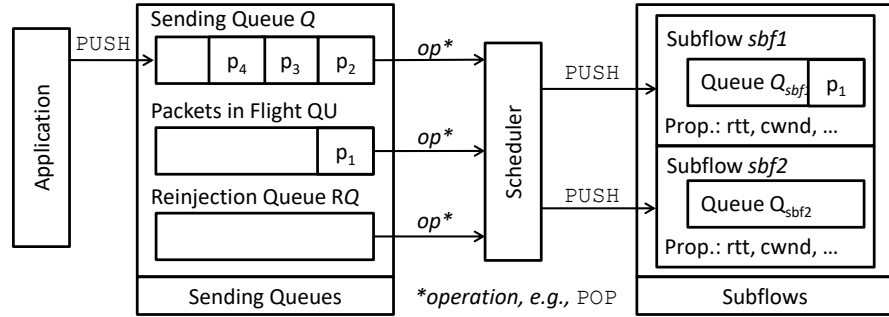 Application
PUSH
Sending Queue Q
p4 p3 p2
Packets in Flight QU
p1
Reinjection Queue RQ
Sending Queues
op*
op*
op*
Scheduler
*operation, e.g., POP
PUSH
PUSH
Subflow sbf1
Queue Qsbf1 p1
Prop.: rtt, cwnd, ...
Subflow sbf2
Queue Qsbf2
Prop.: rtt, cwnd, ...
Subflows